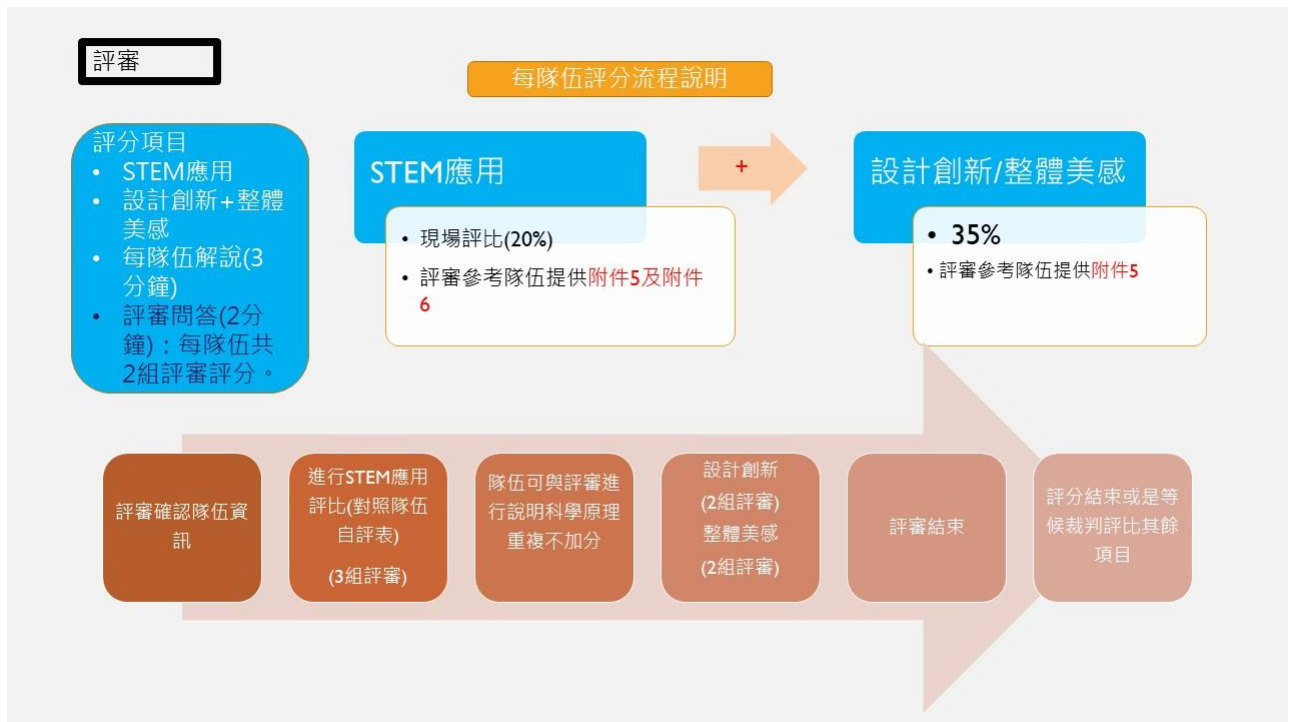 評審
每隊伍評分流程說明
評分項目
• STEM應用
• 設計創新+整體
美感
• 每隊伍解說(3
分鐘)
• 評審問答(2分
鐘)：每隊伍共
2組評審評分。
STEM應用
• 現場評比(20%)
• 評審參考隊伍提供附件5及附件
6
+
設計創新/整體美感
• 35%
• 評審參考隊伍提供附件5
評審確認隊伍資
訊
進行STEM應用
評比(對照隊伍
自評表)
(3組評審)
隊伍可與評審進
行說明科學原理
重複不加分
設計創新
(2組評審)
整體美感
(2組評審)
評審結束
評分結束或是等
候裁判評比其餘
項目